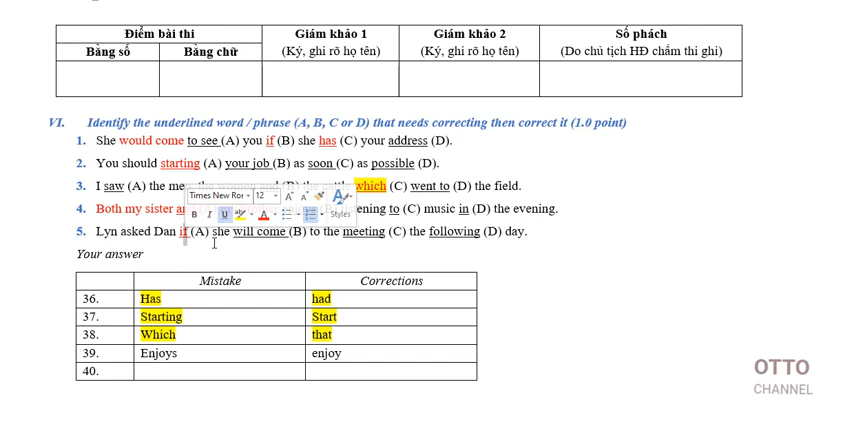 Điểm bài thi Giám khảo 1 Giám khảo 2 Số phách
Bằng số Bằng chữ (Ký, ghi rõ họ tên) (Ký, ghi rõ họ tên) (Do chủ tịch HĐ chấm thi ghi)
VI. Identify the underlined word / phrase (A, B, C or D) that needs correcting then correct it (1.0 point)
1. She would come to see (A) you if (B) she has (C) your address (D).
2. You should starting (A) your job (B) as soon (C) as possible (D).
3. I saw (A) the men, which (C) went to (D) the field.
Times New Ror 12 A A A Styles
4. Both my sister ening to (C) music in (D) the evening.
B I U ab A
5. Lyn asked Dan if (A) she will come (B) to the meeting (C) the following (D) day.
Your answer
Mistake Corrections
36. Has had
37. Starting Start
38. Which that
39. Enjoys enjoy
40.
OTTO
CHANNEL